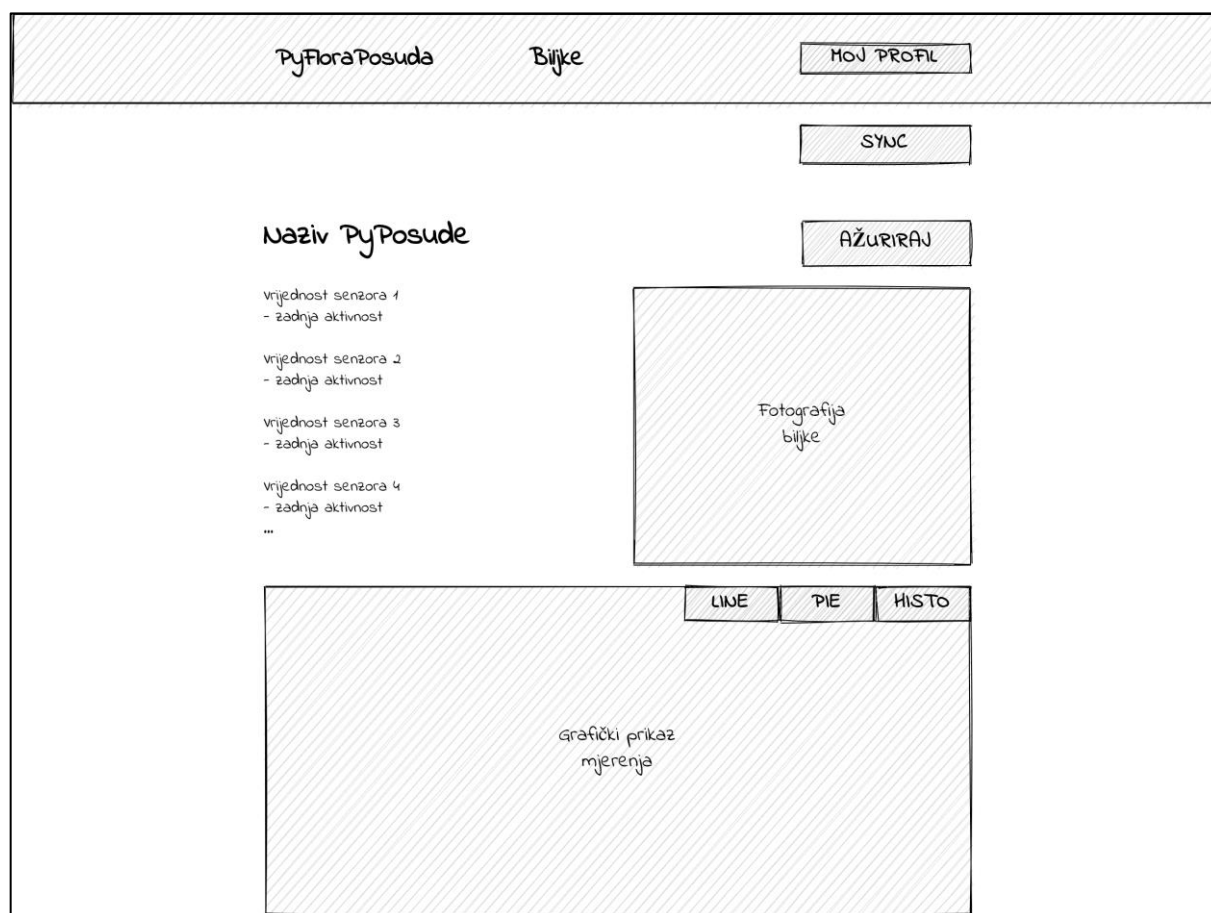 PyFloraPosuda
Biljke
MOJ PROFIL
SYNC
Naziv PyPosude
AŽURIRAJ
vrijednost senzora 1
- zadnja aktivnost
vrijednost senzora 2
- zadnja aktivnost
vrijednost senzora 3
- zadnja aktivnost
vrijednost senzora 4
- zadnja aktivnost
...
Fotografija
biljke
LINE
PIE
HISTO
Grafički prikaz
mjerenja